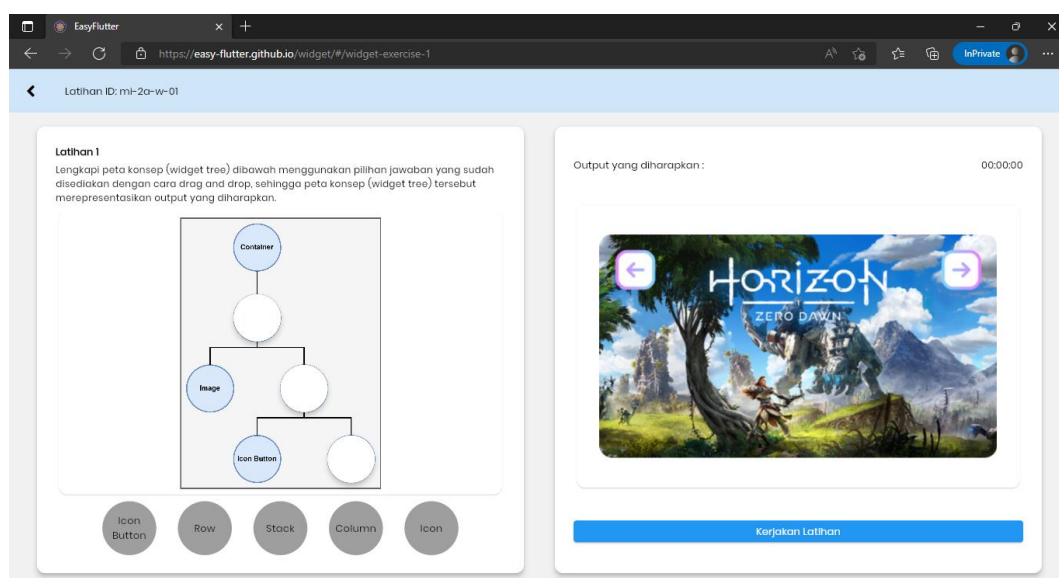 EasyFlutter
https://easy-flutter.github.io/widget/#/widget-exercise-1
InPrivate
Latihan ID: mi-2a-w-01
Latihan 1
Lengkapi peta konsep (widget tree) dibawah menggunakan pilihan jawaban yang sudah
disediakan dengan cara drag and drop, sehingga peta konsep (widget tree) tersebut
merepresentasikan output yang diharapkan.
Container
Image
Icon Button
Icon
Button
Row
Stack
Column
Icon
Output yang diharapkan :
00:00:00
HORIZON
ZERO DAWN
Kerjakan Latihan